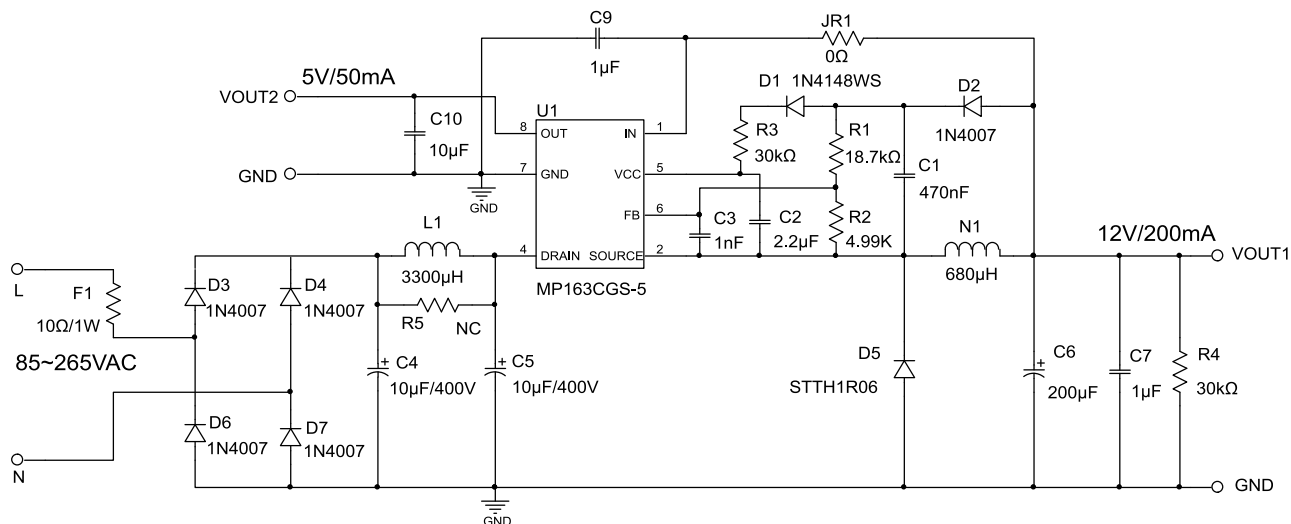 C9
1µF
JR1
0Ω
5V/50mA
VOUT2
C10
10µF
GND
GND
U1
8
OUT
IN
1
7
GND
VCC
5
FB
6
4
DRAIN
SOURCE
2
MP163CGS-5
D1
1N4148WS
D2
1N4007
R3
30kΩ
R1
18.7kΩ
C1
470nF
C3
1nF
C2
2.2µF
R2
4.99K
N1
680µH
12V/200mA
VOUT1
L1
3300µH
R5
NC
L
F1
10Ω/1W
85~265VAC
N
D3
1N4007
D4
1N4007
D6
1N4007
D7
1N4007
C4
10µF/400V
C5
10µF/400V
D5
STTH1R06
C6
200µF
C7
1µF
R4
30kΩ
GND
GND
+
+
+